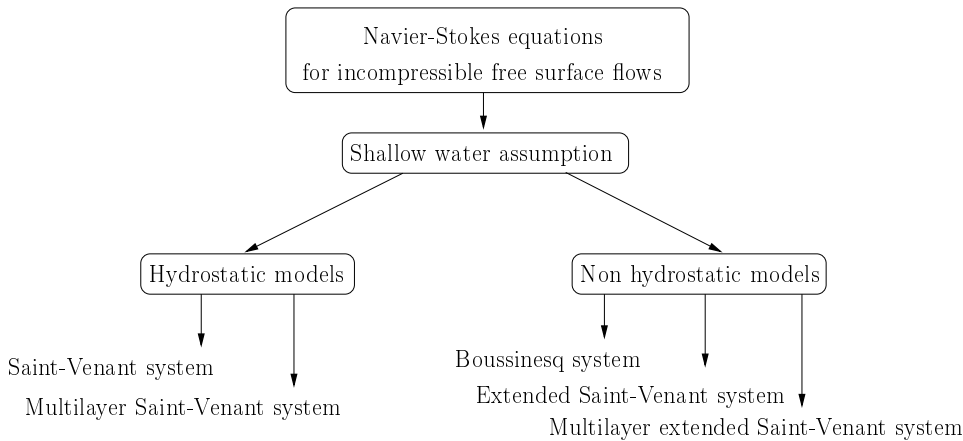 Navier-Stokes equations
for incompressible free surface flows
Shallow water assumption
Hydrostatic models
Non hydrostatic models
Saint-Venant system
Multilayer Saint-Venant system
Boussinesq system
Extended Saint-Venant system
Multilayer extended Saint-Venant system